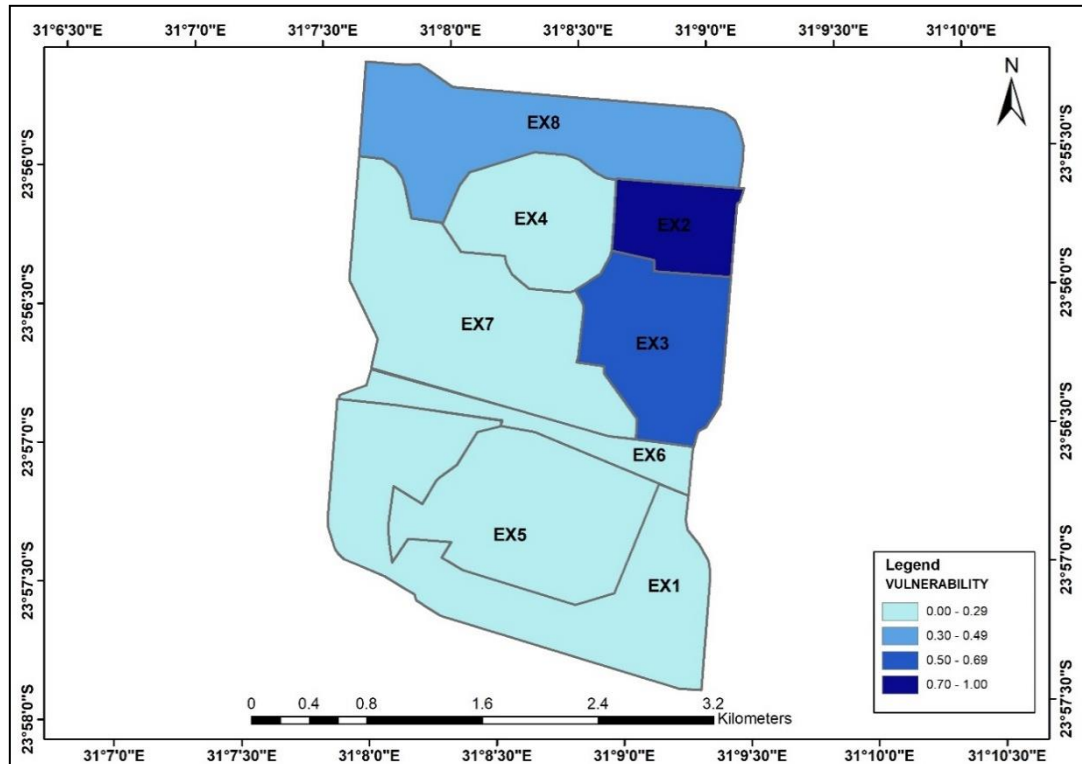 31°6'30"E 31°7'0"E 31°7'30"E 31°8'0"E 31°8'30"E 31°9'0"E 31°9'30"E 31°10'0"E
N
EX8
23°56'0"S
23°55'30"S
EX4
EX2
23°56'30"S
23°56'0"S
EX7
EX3
23°57'0"S
23°56'30"S
EX6
EX5
EX1
23°57'30"S
23°57'0"S
Legend
VULNERABILITY
0.00 - 0.29
0.30 - 0.49
0.50 - 0.69
0.70 - 1.00
23°58'0"S
23°57'30"S
0 0.4 0.8 1.6 2.4 3.2
Kilometers
31°7'0"E 31°7'30"E 31°8'0"E 31°8'30"E 31°9'0"E 31°9'30"E 31°10'0"E 31°10'30"E